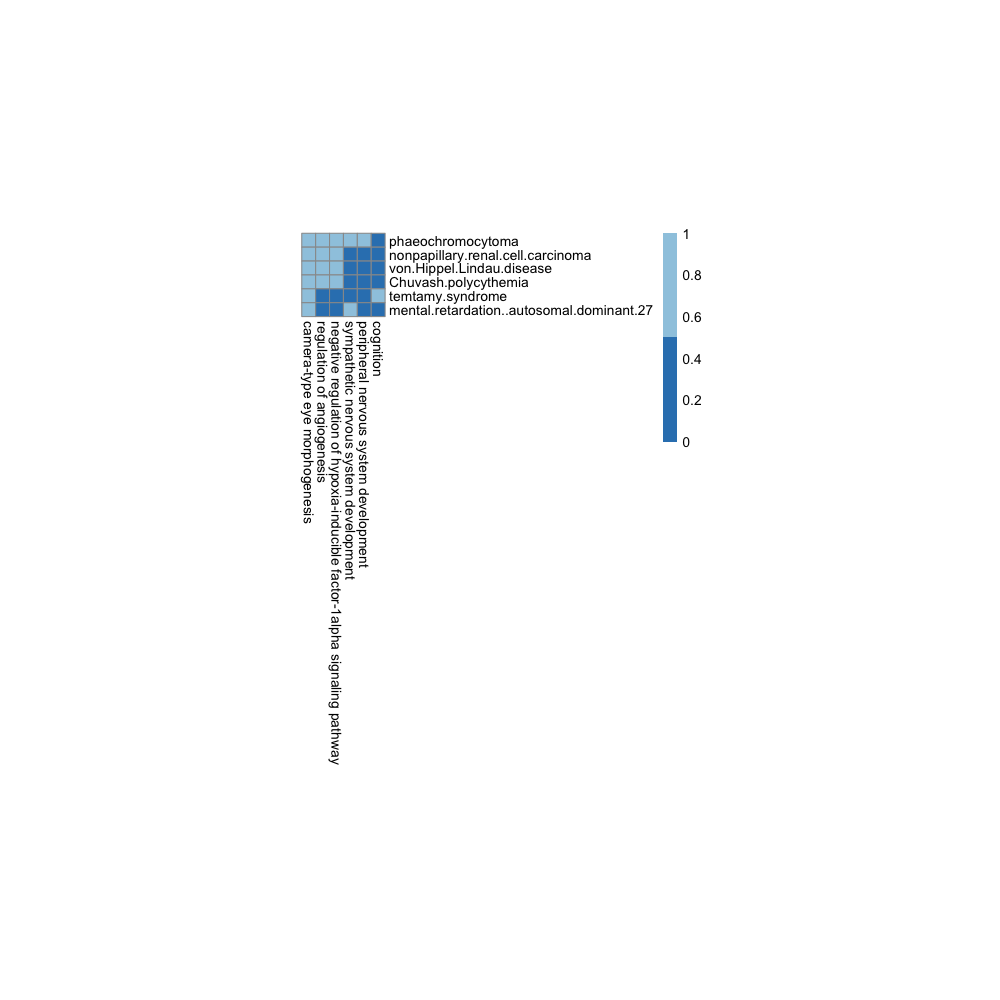 phaeochromocytoma
nonpapillary.renal.cell.carcinoma
von.Hippel.Lindau.disease
Chuvash.polycythemia
temtamy.syndrome
mental.retardation..autosomal.dominant.27
camera-type eye morphogenesis
regulation of angiogenesis
negative regulation of hypoxia-inducible factor-1alpha signaling pathway
sympathetic nervous system development
peripheral nervous system development
cognition
1
0.8
0.6
0.4
0.2
0